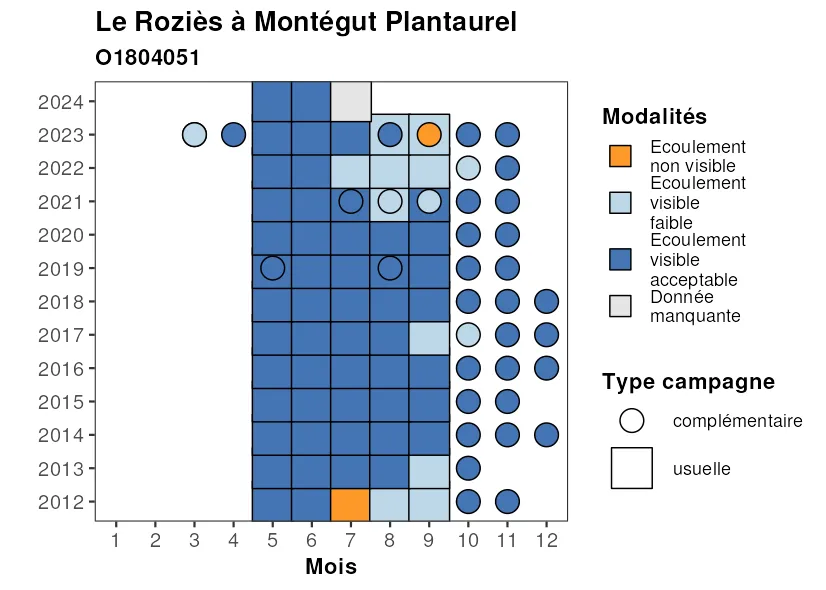 Le Roziès à Montégut Plantaurel
O1804051
2024
2023
2022
2021
2020
2019
2018
2017
2016
2015
2014
2013
2012
1 2 3 4 5 6 7 8 9 10 11 12
Mois
Modalités
Ecoulement
non visible
Ecoulement
visible
faible
Ecoulement
visible
acceptable
Donnée
manquante
Type campagne
complémentaire
usuelle